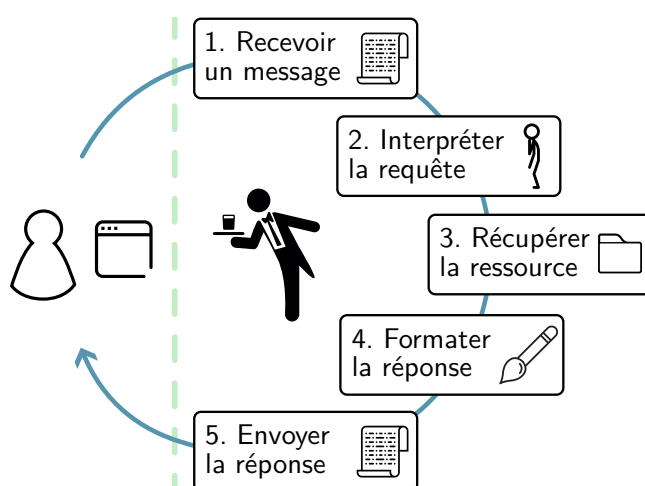 1. Recevoir
un message
2. Interpréter
la requête
3. Récupérer
la ressource
4. Formater
la réponse
5. Envoyer
la réponse